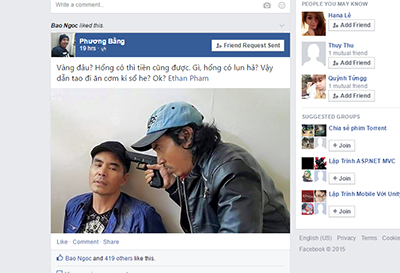 Write a comment...
Bao Ngoc liked this.
Phương Bằng
19 hrs
Friend Request Sent
Vàng đâu? Hổng có thì tiền cũng được. Gì, hổng có lun hả? Vậy
dẫn tao đi ăn cơm kỉ sổ he? Ok? Ethan Pham
Like · Comment · Share
Bao Ngoc and 419 others like this.
PEOPLE YOU MAY KNOW
Hana Lê
Add Friend
Thuy Thu
1 mutual friend
Add Friend
Quỳnh Tứngg
1 mutual friend
Add Friend
SUGGESTED GROUPS
Chia sẻ phim Torrent
+ Join
Lập Trình ASP.NET MVC
+ Join
Lập Trình Mobile Với Unity
+ Join
English (US) · Privacy · Terms · Cookies ·
Facebook © 2015